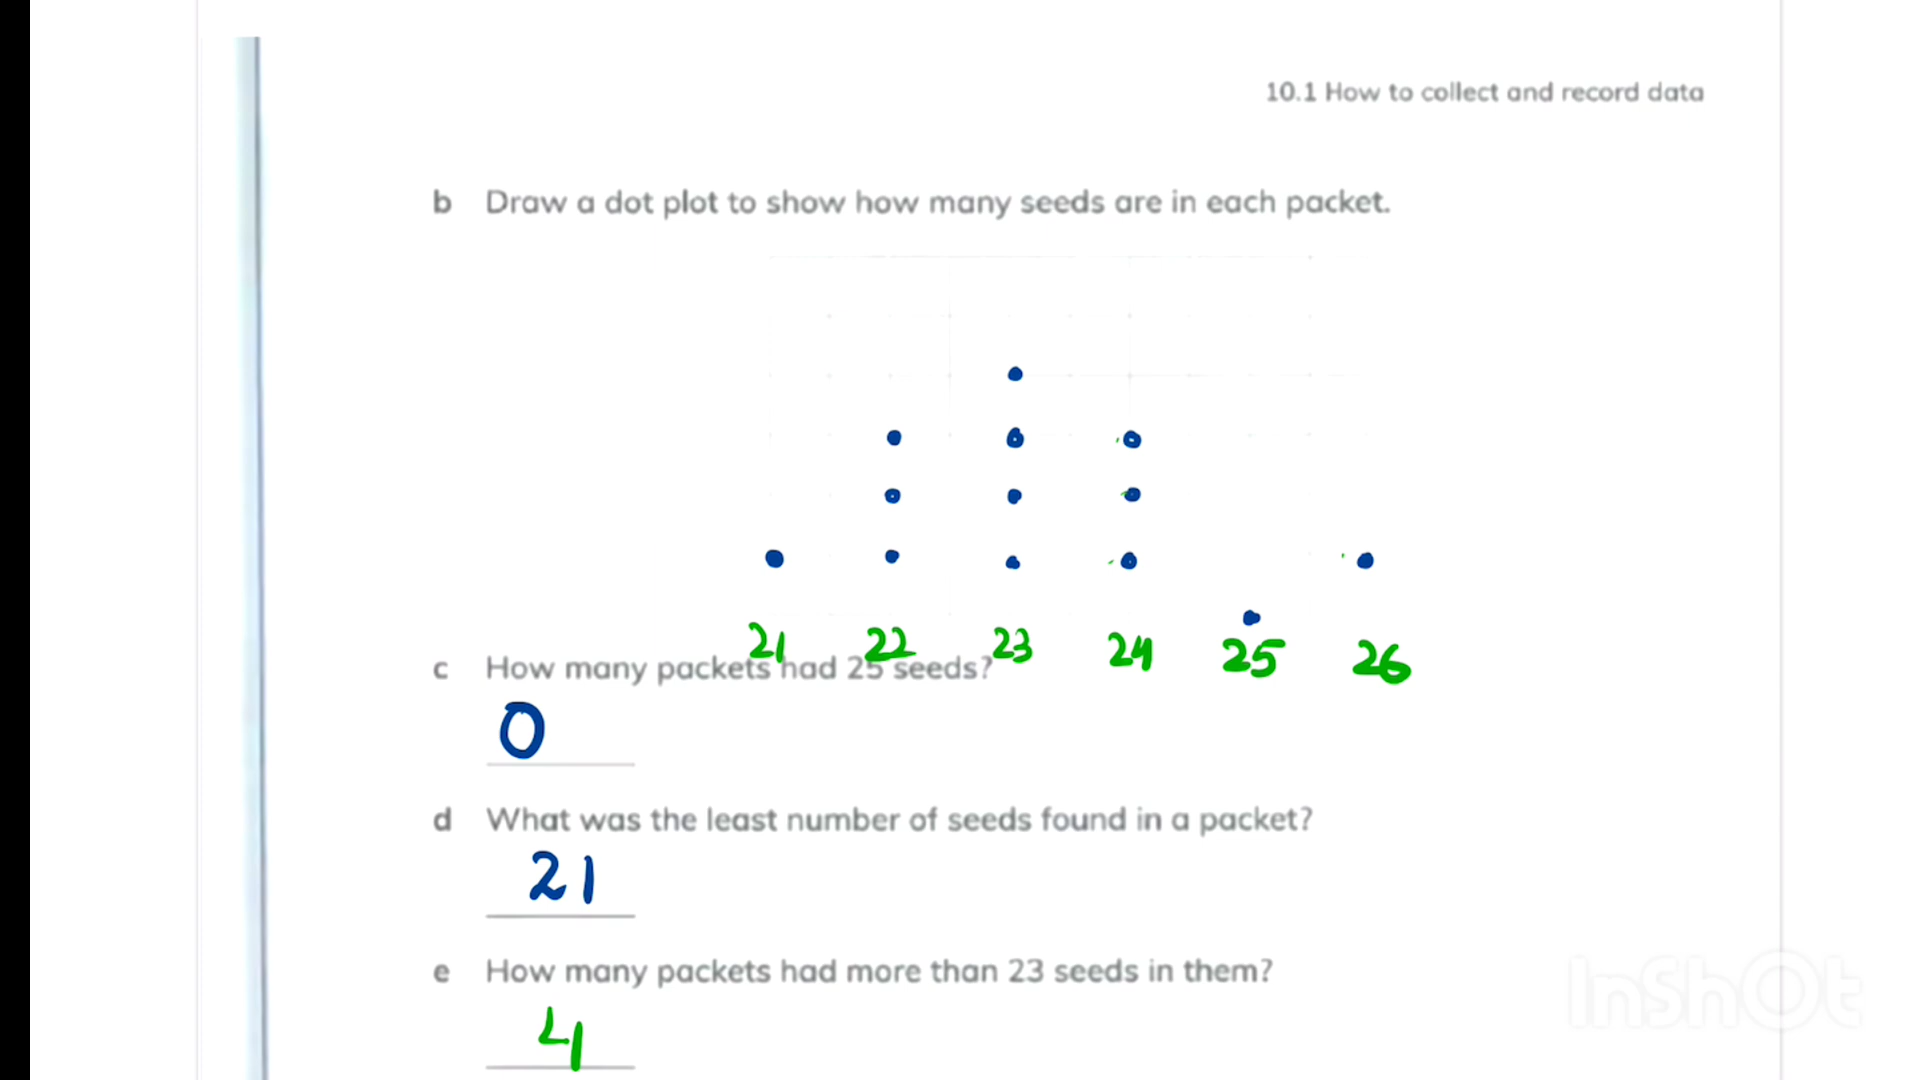 10.1 How to collect and record data
b Draw a dot plot to show how many seeds are in each packet.
21 22 23 24 25 26
c How many packets had 25 seeds?
0
d What was the least number of seeds found in a packet?
21
e How many packets had more than 23 seeds in them?
4
InShOt